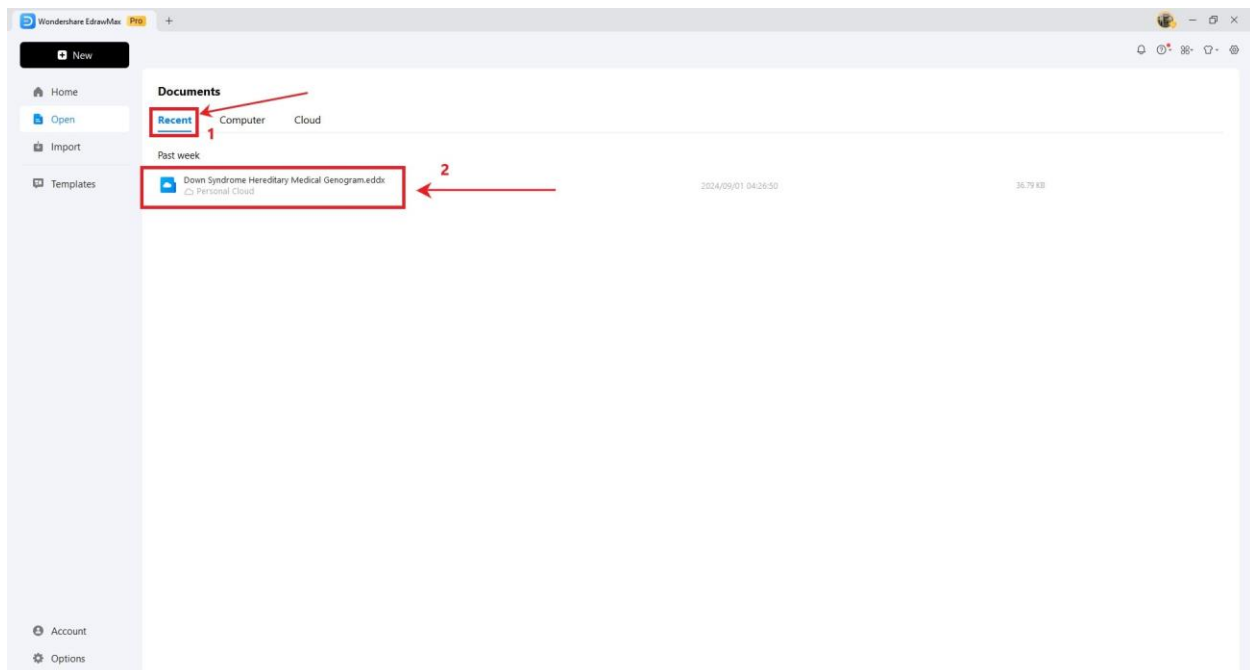 Wondershare EdrawMax Pro +
New
Home
Open
Import
Templates
Account
Options
Documents
Recent Computer Cloud
1
Past week
2
Down Syndrome Hereditary Medical Genogram.eddx
Personal Cloud
2024/09/01 04:26:50
36.79 KB